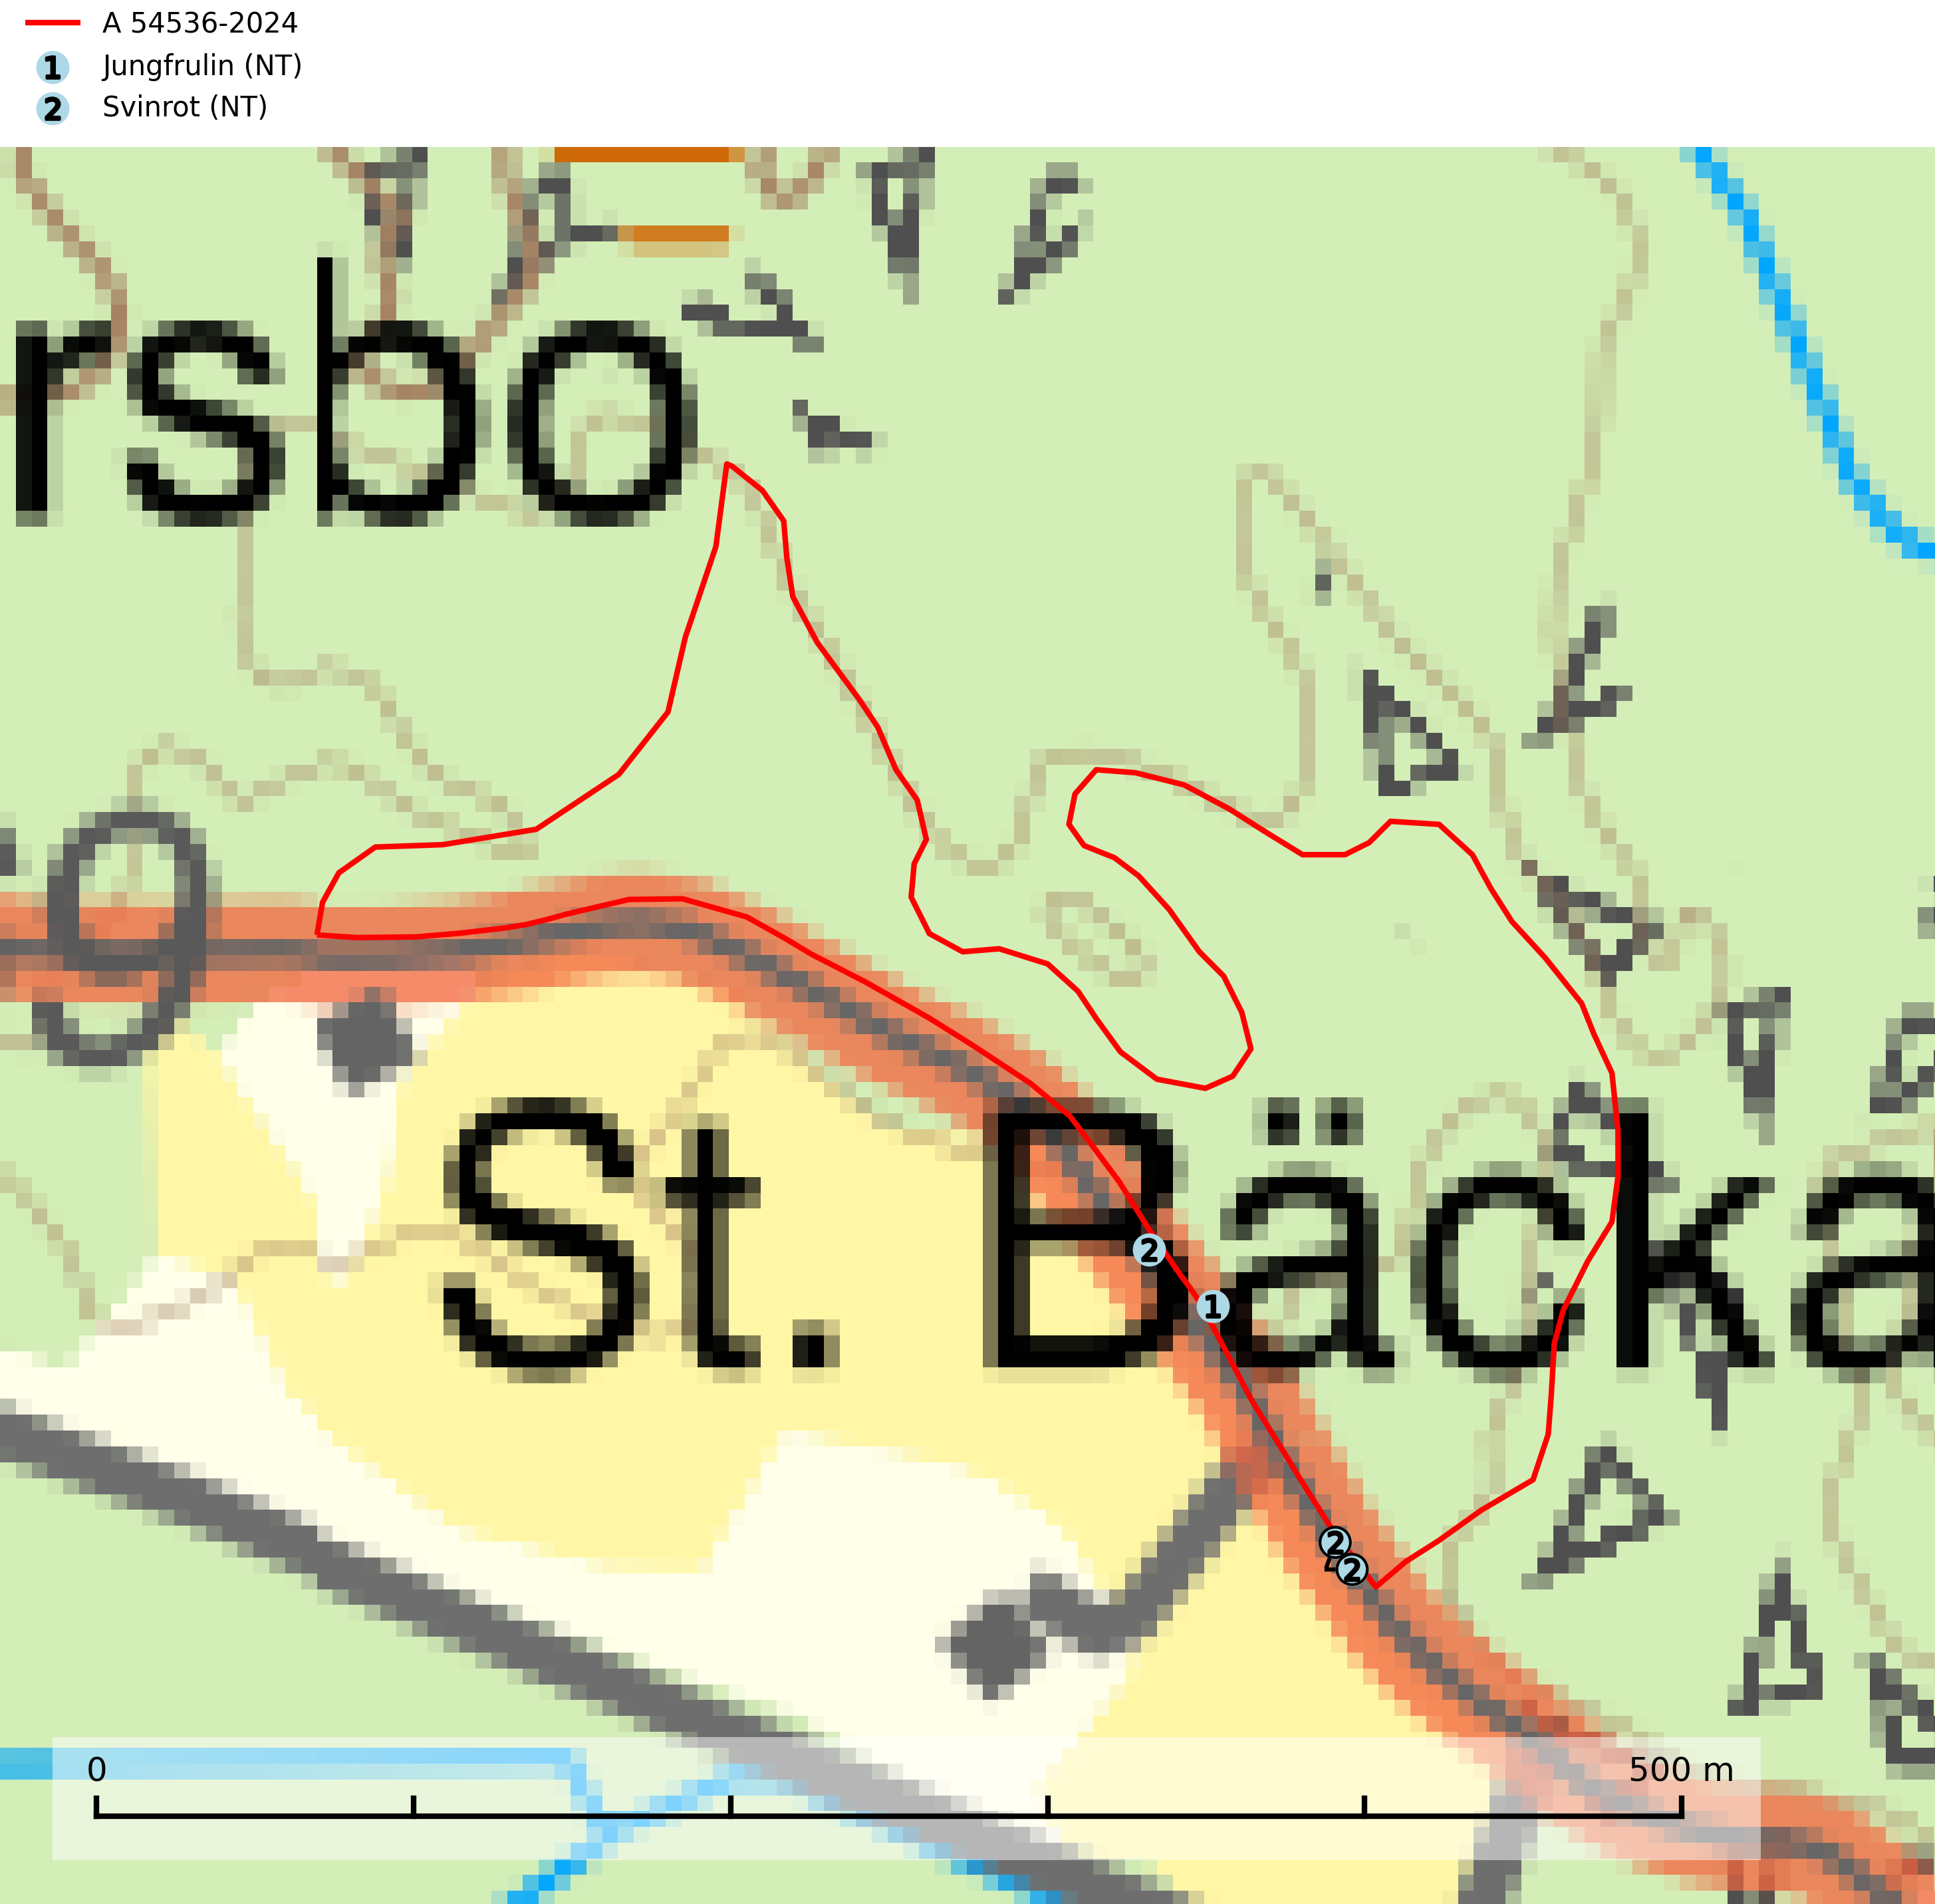 A 54536-2024
1 Jungfrulin (NT)
2 Svinrot (NT)
rsbo
9
St. Bäcka
2
1
2
2
0 500 m